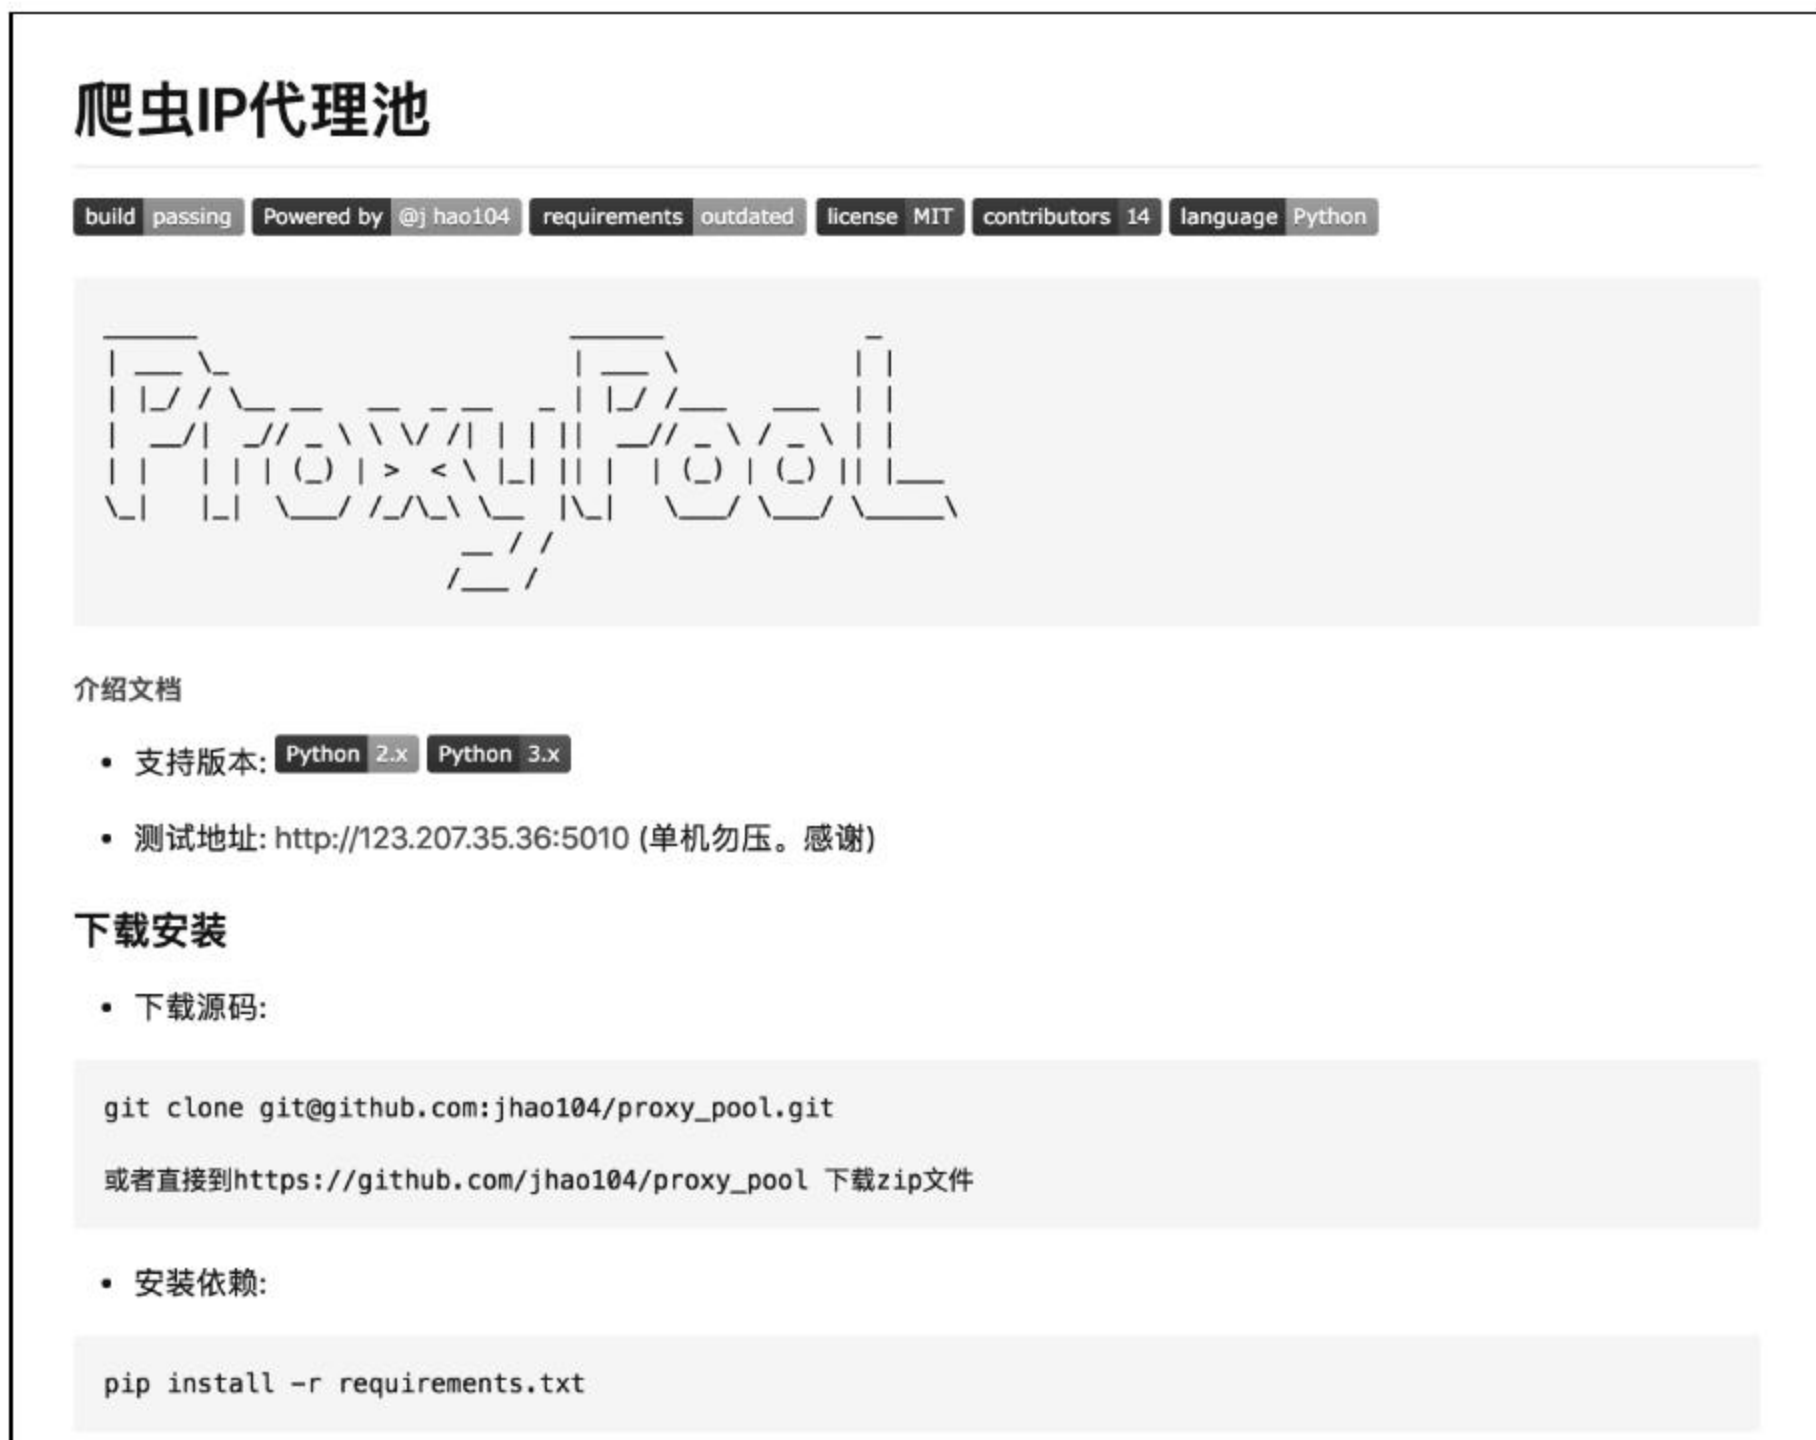 爬虫IP代理池
build passing Powered by @j hao104 requirements outdated license MIT contributors 14 language Python
ProxyPool
介绍文档
• 支持版本: Python 2.x Python 3.x
• 测试地址: http://123.207.35.36:5010 (单机勿压。感谢)
下载安装
• 下载源码:
git clone git@github.com:jhao104/proxy_pool.git
或者直接到https://github.com/jhao104/proxy_pool 下载zip文件
• 安装依赖:
pip install -r requirements.txt